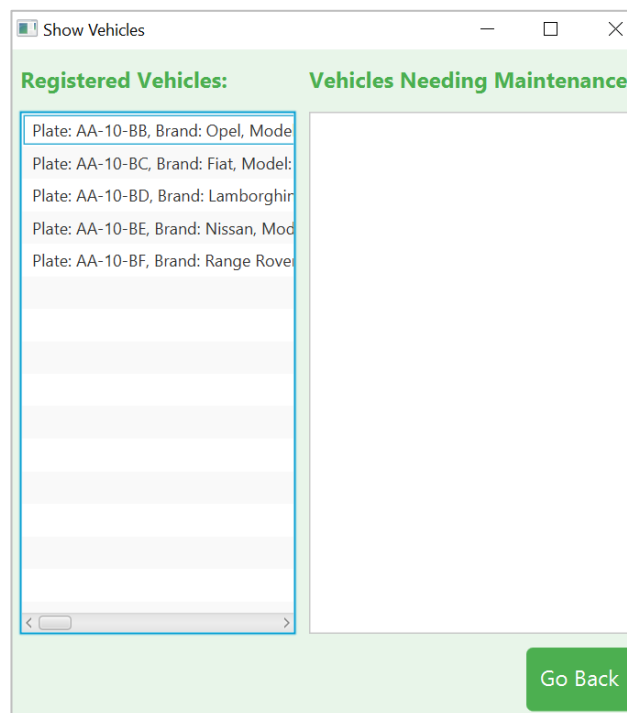 Show Vehicles
Registered Vehicles:
Vehicles Needing Maintenance
Plate: AA-10-BB, Brand: Opel, Mode
Plate: AA-10-BC, Brand: Fiat, Model:
Plate: AA-10-BD, Brand: Lamborghin
Plate: AA-10-BE, Brand: Nissan, Mod
Plate: AA-10-BF, Brand: Range Rover
Go Back